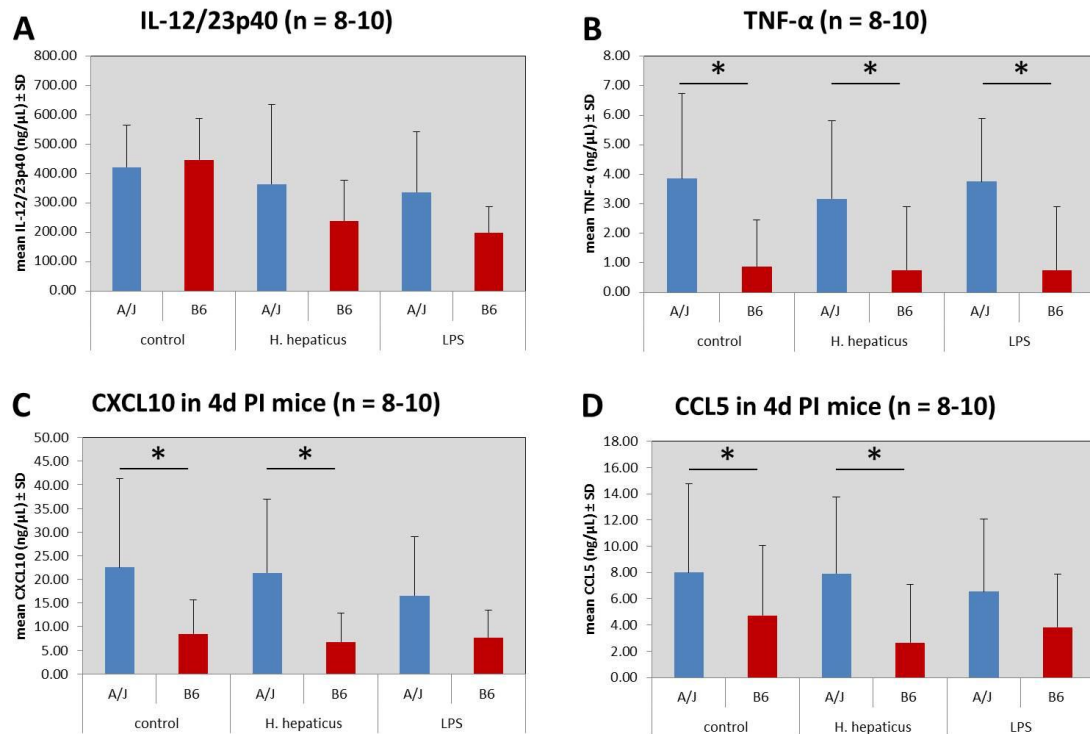 A
IL-12/23p40 (n = 8-10)
mean IL-12/23p40 (ng/µL) ± SD
800.00
700.00
600.00
500.00
400.00
300.00
200.00
100.00
0.00
A/J B6 A/J B6 A/J B6
control H. hepaticus LPS
B
TNF-α (n = 8-10)
mean TNF-α (ng/µL) ± SD
8.00
7.00
6.00
5.00
4.00
3.00
2.00
1.00
0.00
* * *
A/J B6 A/J B6 A/J B6
control H. hepaticus LPS
C
CXCL10 in 4d PI mice (n = 8-10)
mean CXCL10 (ng/µL) ± SD
50.00
45.00
40.00
35.00
30.00
25.00
20.00
15.00
10.00
5.00
0.00
* *
A/J B6 A/J B6 A/J B6
control H. hepaticus LPS
D
CCL5 in 4d PI mice (n = 8-10)
mean CCL5 (ng/µL) ± SD
18.00
16.00
14.00
12.00
10.00
8.00
6.00
4.00
2.00
0.00
* *
A/J B6 A/J B6 A/J B6
control H. hepaticus LPS